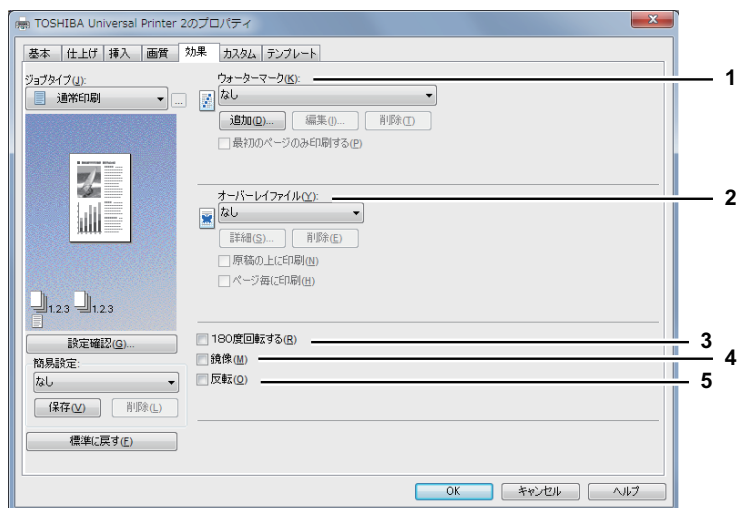 TOSHIBA Universal Printer 2のプロパティ
基本 仕上げ 挿入 画質 効果 カスタム テンプレート
ジョブタイプ(J):
通常印刷
...
1.2.3 1.2.3
設定確認(G)...
簡易設定:
なし
保存(V) 削除(L)
標準に戻す(F)
ウォーターマーク(K):
なし
追加(D)... 編集(I)... 削除(T)
最初のページのみ印刷する(P)
オーバーレイファイル(Y):
なし
詳細(S)... 削除(E)
原稿の上に印刷(N)
ページ毎に印刷(H)
180度回転する(R)
鏡像(M)
反転(O)
OK キャンセル ヘルプ
1
2
3
4
5